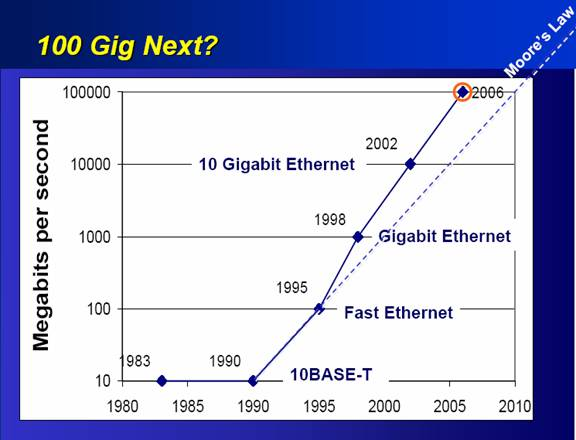 100 Gig Next?
Moore's Law
Megabits per second
100000
10000
1000
100
10
2006
2002
10 Gigabit Ethernet
1998
Gigabit Ethernet
1995
Fast Ethernet
1983
1990
10BASE-T
1980
1985
1990
1995
2000
2005
2010